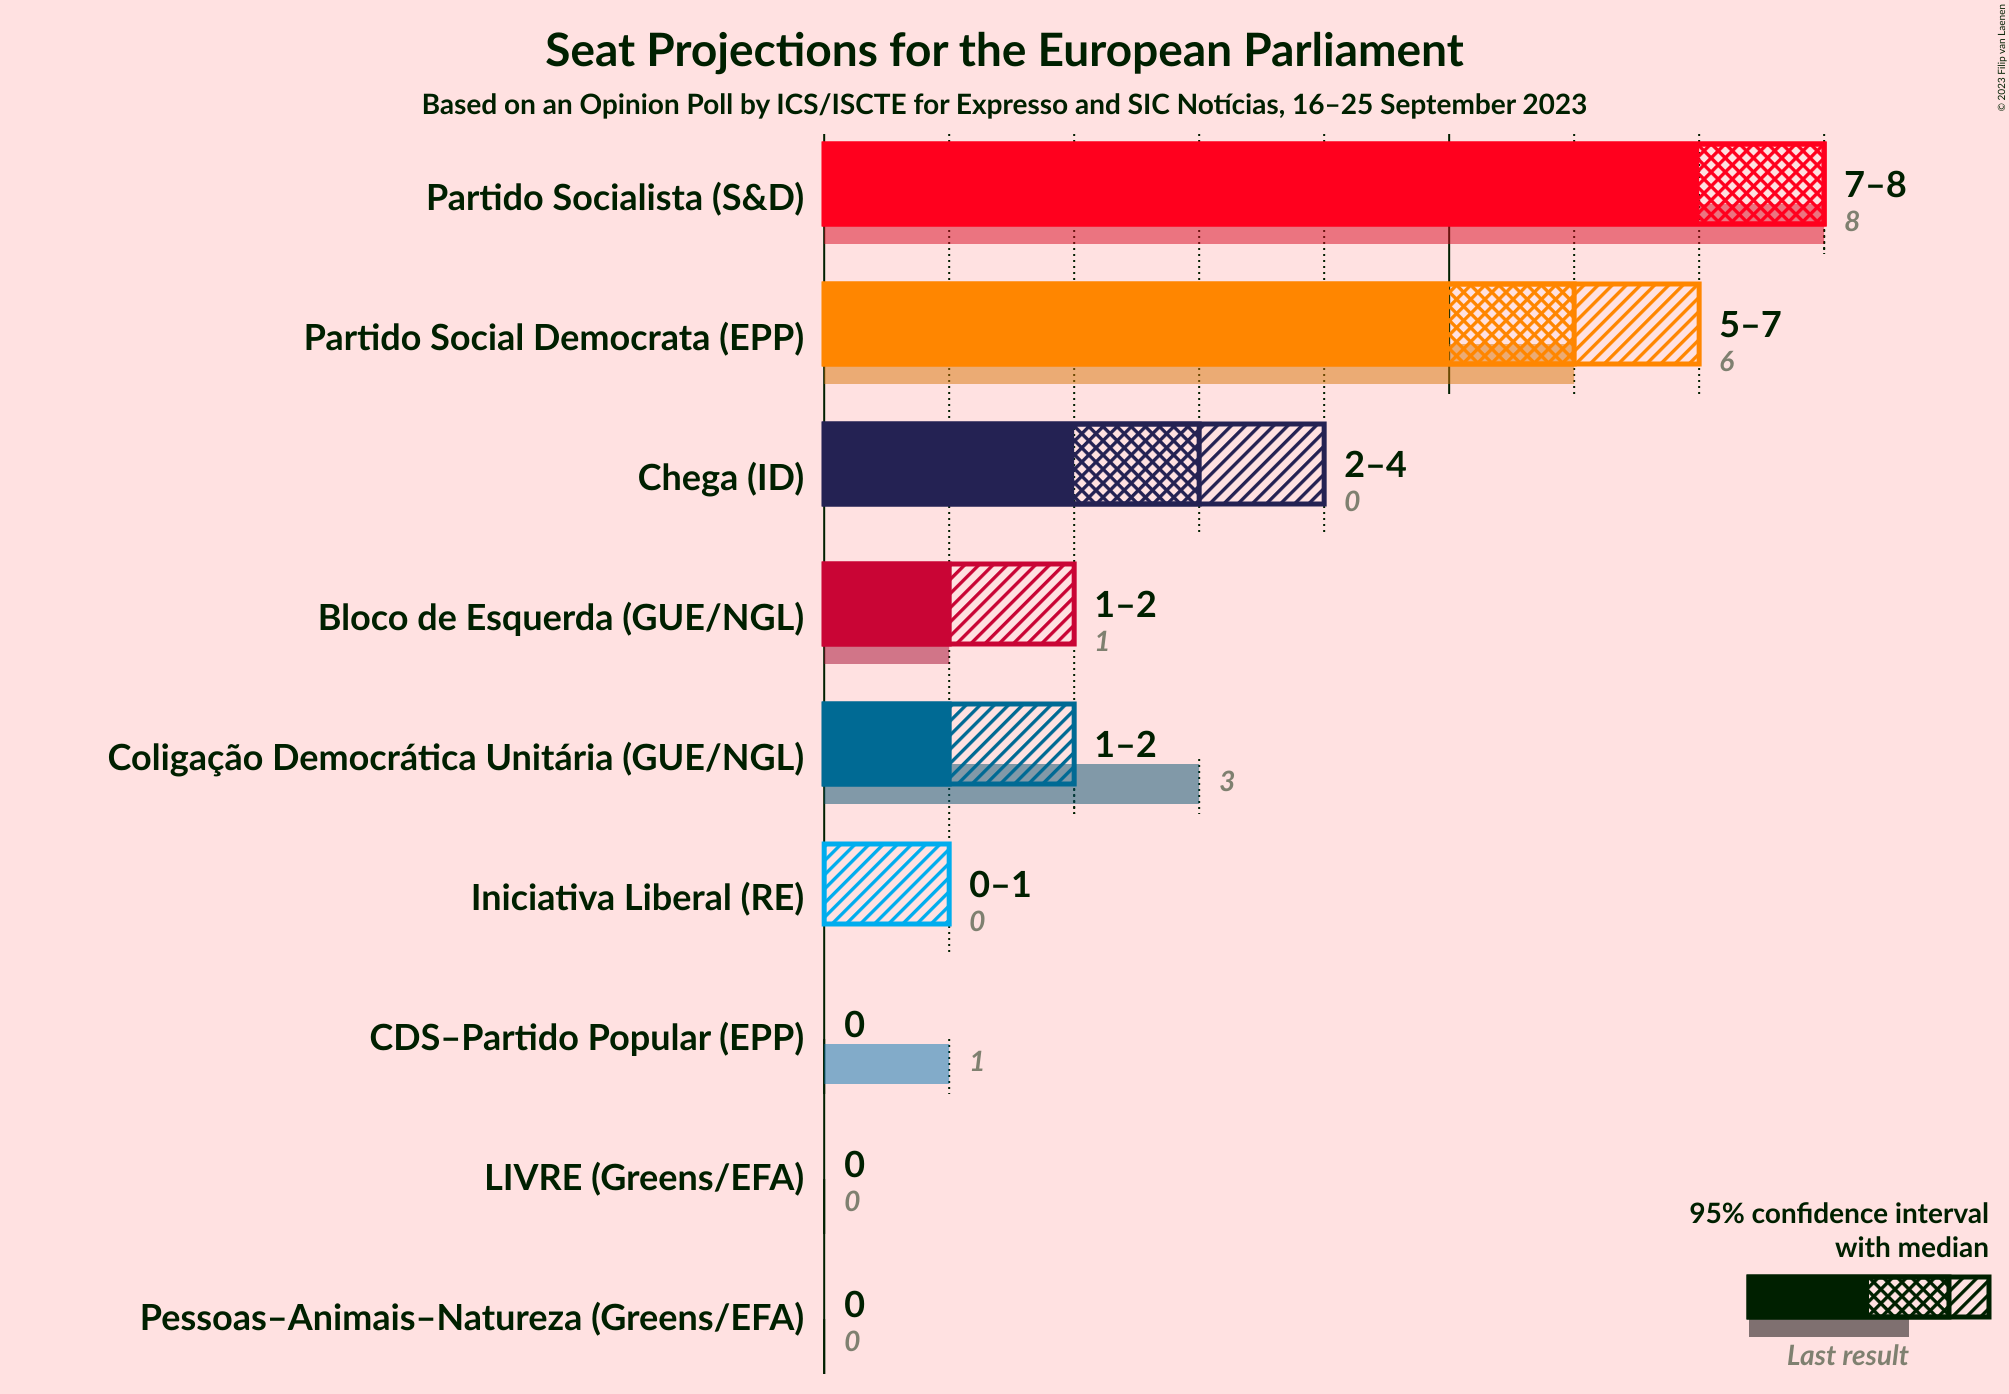 Seat Projections for the European Parliament
Based on an Opinion Poll by ICS/ISCTE for Expresso and SIC Notícias, 16–25 September 2023
© 2023 Filip van Laenen
Partido Socialista (S&D)
7–8
8
Partido Social Democrata (EPP)
5–7
6
Chega (ID)
2–4
0
Bloco de Esquerda (GUE/NGL)
1–2
1
Coligação Democrática Unitária (GUE/NGL)
1–2
3
Iniciativa Liberal (RE)
0–1
0
CDS–Partido Popular (EPP)
0
1
LIVRE (Greens/EFA)
0
0
Pessoas–Animais–Natureza (Greens/EFA)
0
0
95% confidence interval
with median
Last result